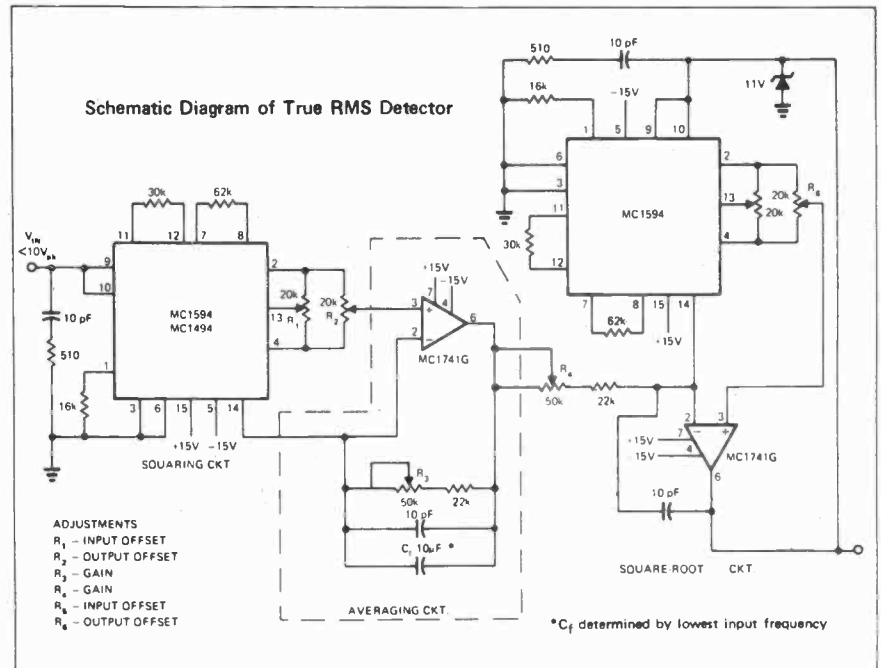 Schematic Diagram of True RMS Detector
510
10 pF
16k
-15V
11V
1
5
9
10
6
3
11
12
MC1594
2
13
4
20k
20k
R6
30k
7
8
15
14
62k
+15V
30k
62k
11
12
7
8
VIN
<10Vpk
9
10
MC1594
MC1494
2
13
4
20k
R1
20k
R2
10 pF
510
1
16k
3
6
15
5
14
+15V
-15V
SQUARING CKT
+15V
-15V
7
4
3
+
2
-
6
MC1741G
R4
50k
22k
R3
50k
22k
10 pF
Cf 10µF *
AVERAGING CKT
2
3
-
+
+15V
7
-15V
4
MC1741G
6
10 pF
SQUARE-ROOT CKT.
ADJUSTMENTS
R1 – INPUT OFFSET
R2 – OUTPUT OFFSET
R3 – GAIN
R4 – GAIN
R5 – INPUT OFFSET
R6 – OUTPUT OFFSET
*Cf determined by lowest input frequency